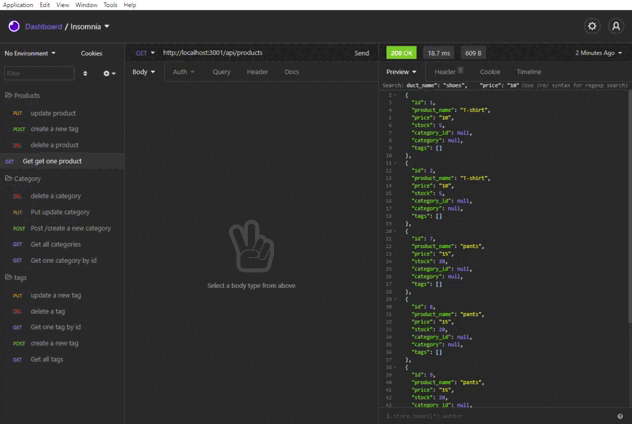 Application Edit View Window Tools Help
Dashboard / Insomnia
No Environment Cookies
Filter
Products
PUT update product
POST create a new tag
DEL delete a product
GET Get get one product
Category
DEL delete a category
PUT Put update category
POST Post /create a new category
GET Get all categories
GET Get one category by id
tags
PUT update a new tag
DEL delete a tag
GET Get one tag by id
POST create a new tag
GET Get all tags
GET http://localhost:3001/api/products Send
Body Auth Query Header Docs
Select a body type from above
200 OK 18.7 ms 609 B 2 Minutes Ago
Preview Header Cookie Timeline
Search: duct_name": "shoes", "price": "10" (Use /re/ syntax for regexp search)
2 {
3 "id": 1,
4 "product_name": "T-shirt",
5 "price": "10",
6 "stock": 5,
7 "category_id": null,
8 "category": null,
9 "tags": []
10 },
11 {
12 "id": 2,
13 "product_name": "T-shirt",
14 "price": "10",
15 "stock": 5,
16 "category_id": null,
17 "category": null,
18 "tags": []
19 },
20 {
21 "id": 7,
22 "product_name": "pants",
23 "price": "15",
24 "stock": 20,
25 "category_id": null,
26 "category": null,
27 "tags": []
28 },
29 {
30 "id": 8,
31 "product_name": "pants",
32 "price": "15",
33 "stock": 20,
34 "category_id": null,
35 "category": null,
36 "tags": []
37 },
38 {
39 "id": 9,
40 "product_name": "pants",
41 "price": "15",
42 "stock": 20,
43 "category_id": null,
$.store.books[*].author